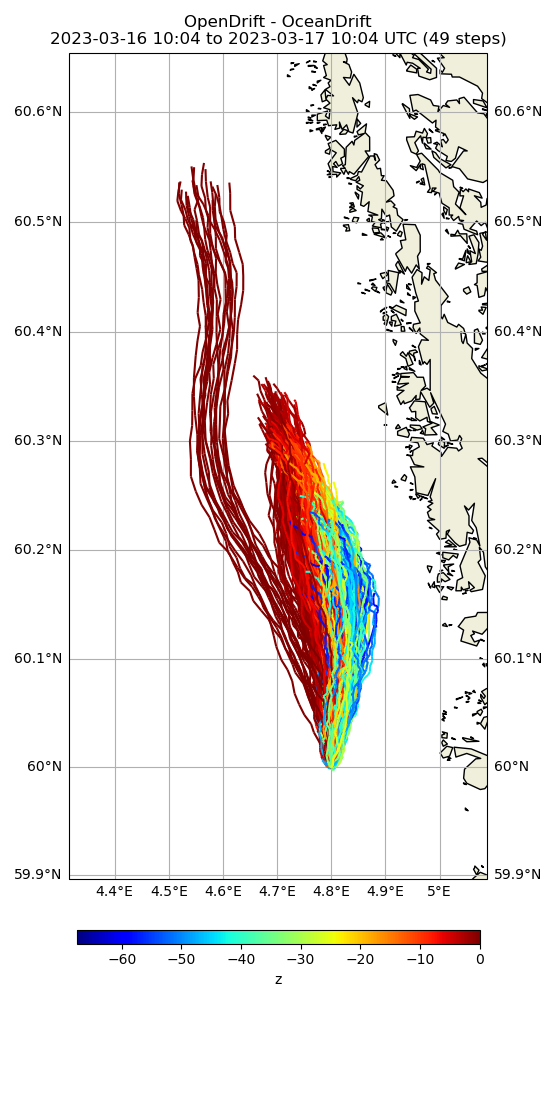 OpenDrift - OceanDrift
2023-03-16 10:04 to 2023-03-17 10:04 UTC (49 steps)
60.6°N 60.6°N
60.5°N 60.5°N
60.4°N 60.4°N
60.3°N 60.3°N
60.2°N 60.2°N
60.1°N 60.1°N
60°N 60°N
59.9°N 59.9°N
4.4°E 4.5°E 4.6°E 4.7°E 4.8°E 4.9°E 5°E
−60 −50 −40 −30 −20 −10 0
z